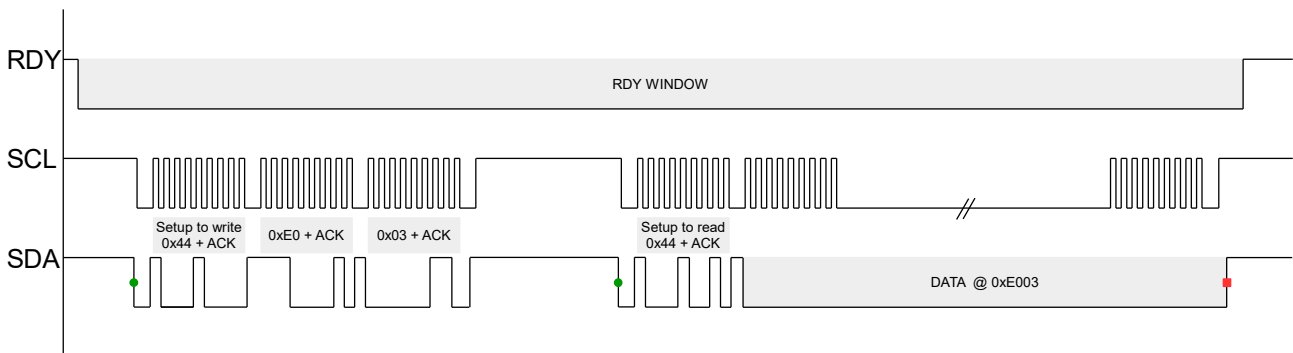 RDY
RDY WINDOW
SCL
Setup to write
0x44 + ACK
0xE0 + ACK
0x03 + ACK
Setup to read
0x44 + ACK
SDA
DATA @ 0xE003